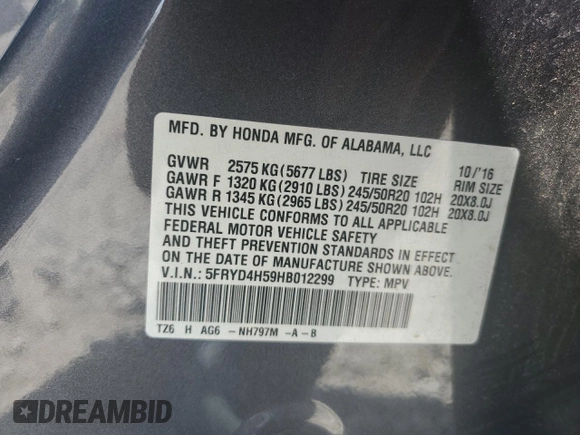 MFD. BY HONDA MFG. OF ALABAMA, LLC
10/'16
GVWR 2575 KG(5677 LBS) TIRE SIZE RIM SIZE
GAWR F 1320 KG(2910 LBS) 245/50R20 102H 20X8.0J
GAWR R 1345 KG(2965 LBS) 245/50R20 102H 20X8.0J
THIS VEHICLE CONFORMS TO ALL APPLICABLE
FEDERAL MOTOR VEHICLE SAFETY
AND THEFT PREVENTION STANDARDS IN EFFECT
ON THE DATE OF MANUFACTURE SHOWN ABOVE.
V.I.N.: 5FRYD4H59HB012299 TYPE: MPV
TZ6 H AG6 -NH797M -A-B
DREAMBID